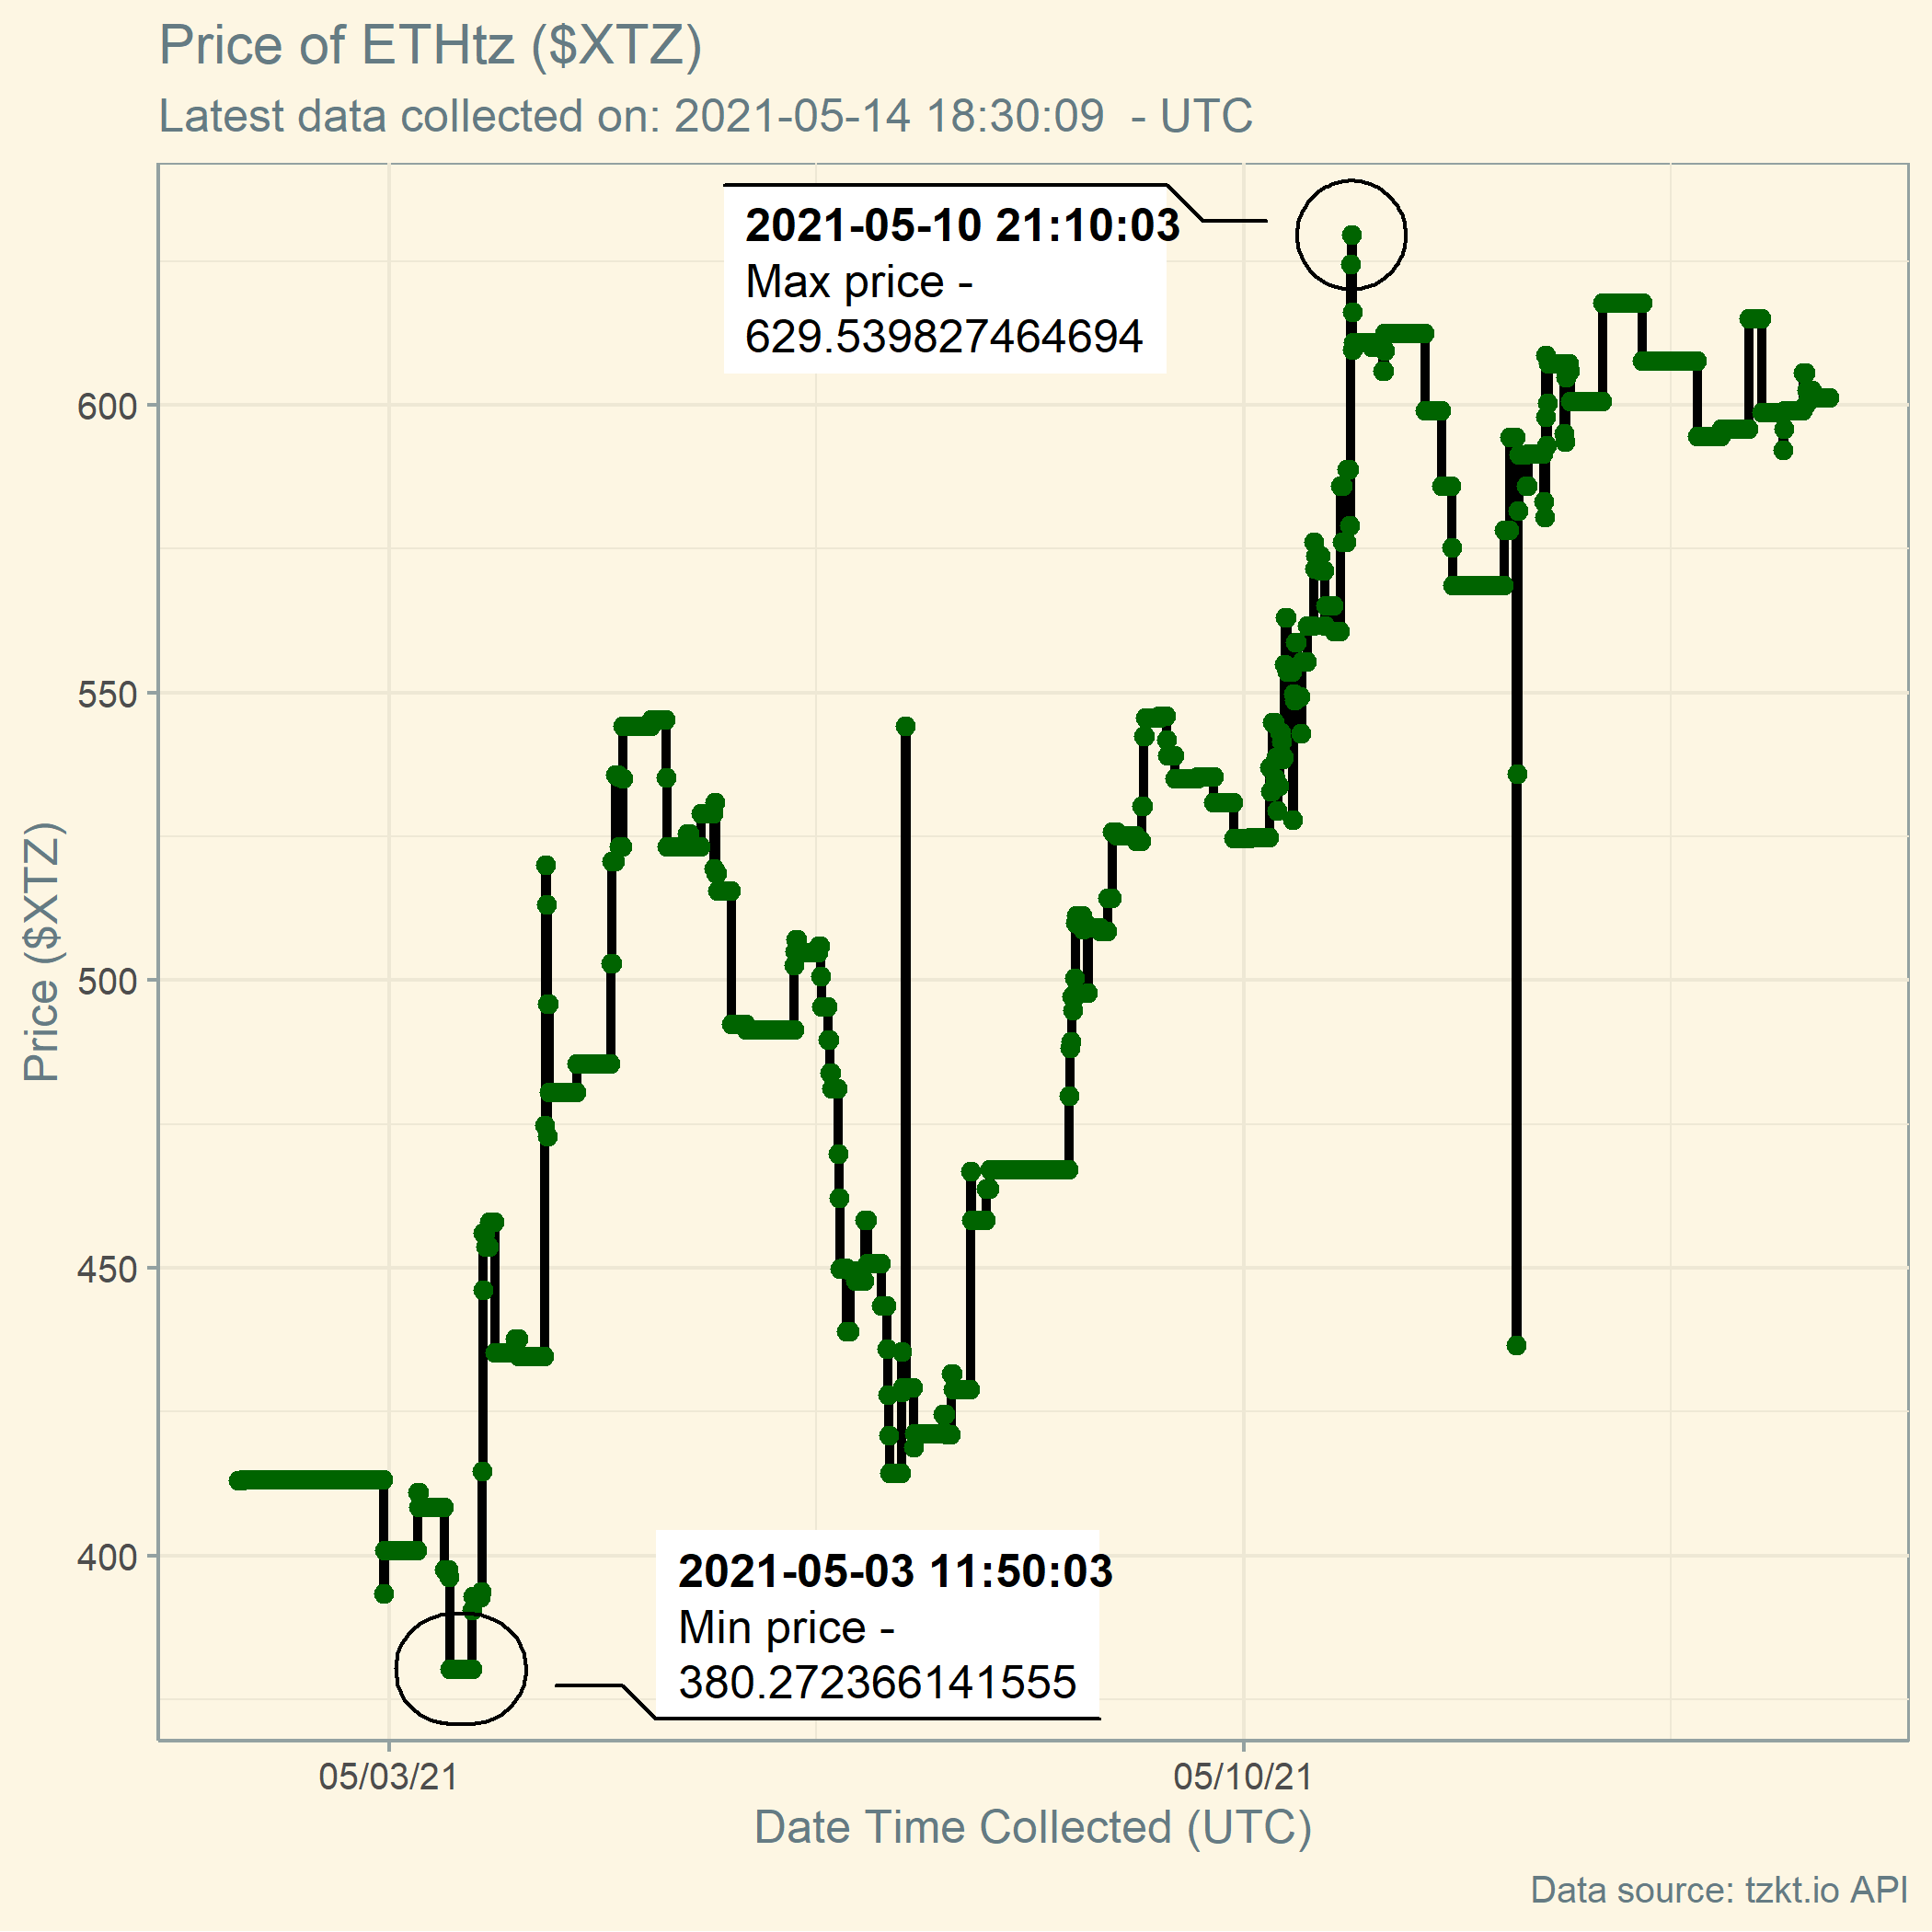 Price of ETHtz ($XTZ)
Latest data collected on: 2021-05-14 18:30:09  - UTC
2021-05-10 21:10:03
Max price -
629.539827464694
600
550
500
450
400
Price ($XTZ)
2021-05-03 11:50:03
Min price -
380.272366141555
05/03/21
05/10/21
Date Time Collected (UTC)
Data source: tzkt.io API